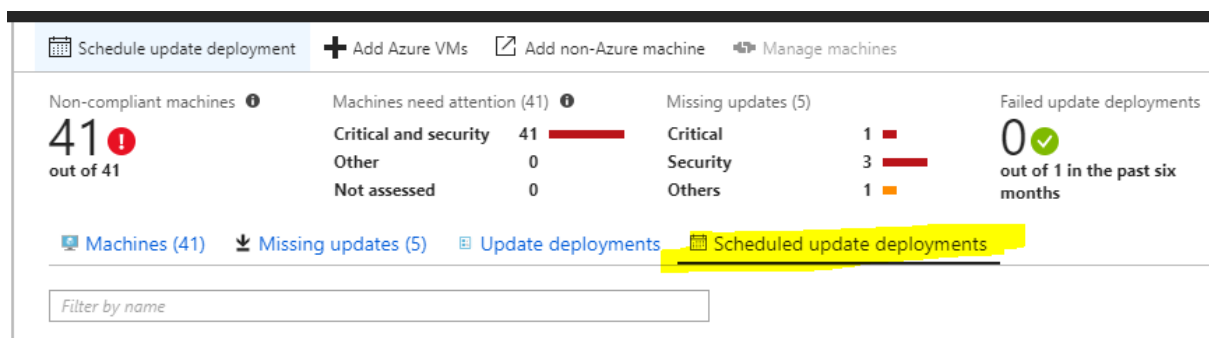 Schedule update deployment Add Azure VMs Add non-Azure machine Manage machines
Non-compliant machines Machines need attention (41) Missing updates (5) Failed update deployments
41 Critical and security 41 Critical 1 0
out of 41 Other 0 Security 3 out of 1 in the past six
Not assessed 0 Others 1 months
Machines (41) Missing updates (5) Update deployments Scheduled update deployments
Filter by name